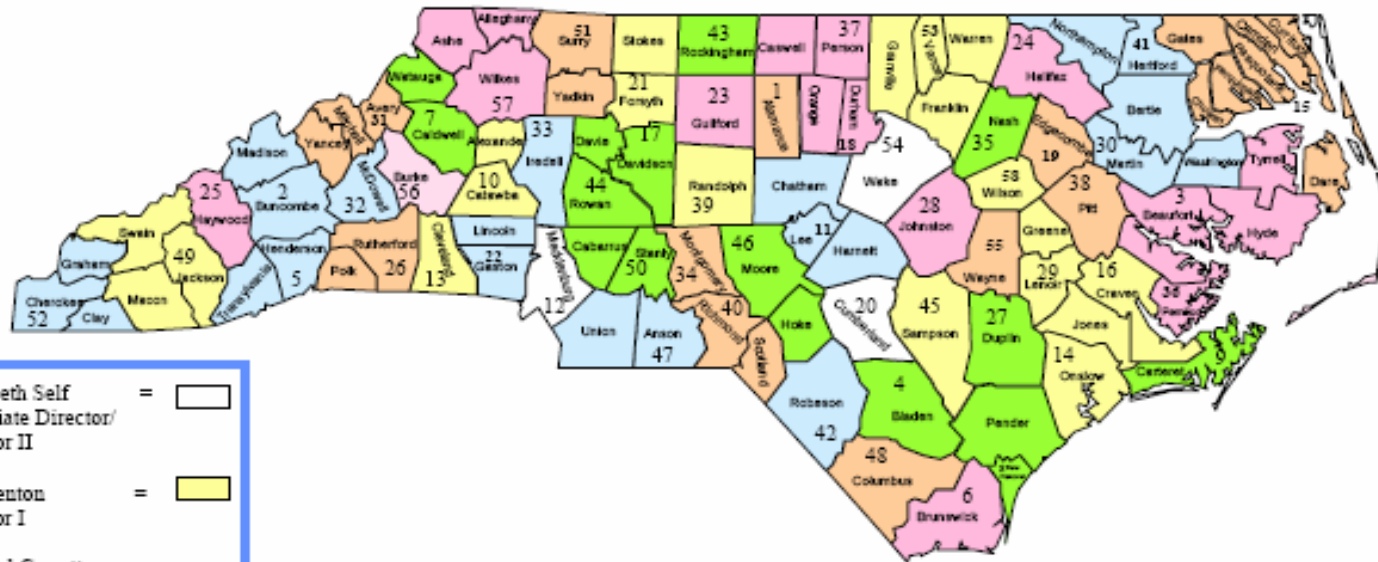 Alleghany
Ashe
51
Surry
Stokes
43
Rockingham
Caswell
37
Person
Granville
53
Vance
Warren
24
Halifax
Northampton
41
Hertford
Gates
Camden
Currituck
Watauga
Wilkes
57
Yadkin
21
Forsyth
23
Guilford
1
Alamance
Orange
Durham
18
Franklin
Nash
35
Edgecombe
19
Bertie
15
Mitchell
Avery
31
Yancey
7
Caldwell
Alexander
33
Iredell
Davie
17
Davidson
54
Wake
30
Martin
Washington
Tyrrell
Dare
Madison
2
Buncombe
McDowell
32
Burke
56
10
Catawba
44
Rowan
Randolph
39
Chatham
58
Wilson
38
Pitt
3
Beaufort
Hyde
25
Haywood
Swain
49
Jackson
Graham
Macon
Cherokee
52
Clay
Transylvania
Henderson
5
Polk
Rutherford
26
Cleveland
13
Lincoln
22
Gaston
Mecklenburg
12
Cabarrus
Stanly
50
Montgomery
34
46
Moore
Lee
11
Harnett
28
Johnston
55
Wayne
Greene
29
Lenoir
16
Craven
36
Jones
Union
Anson
47
40
Richmond
Scotland
Hoke
20
Cumberland
45
Sampson
27
Duplin
14
Onslow
Carteret
9
Robeson
42
4
Bladen
Pender
48
Columbus
6
Brunswick
eth Self =
iate Director/
or II
enton =
or I